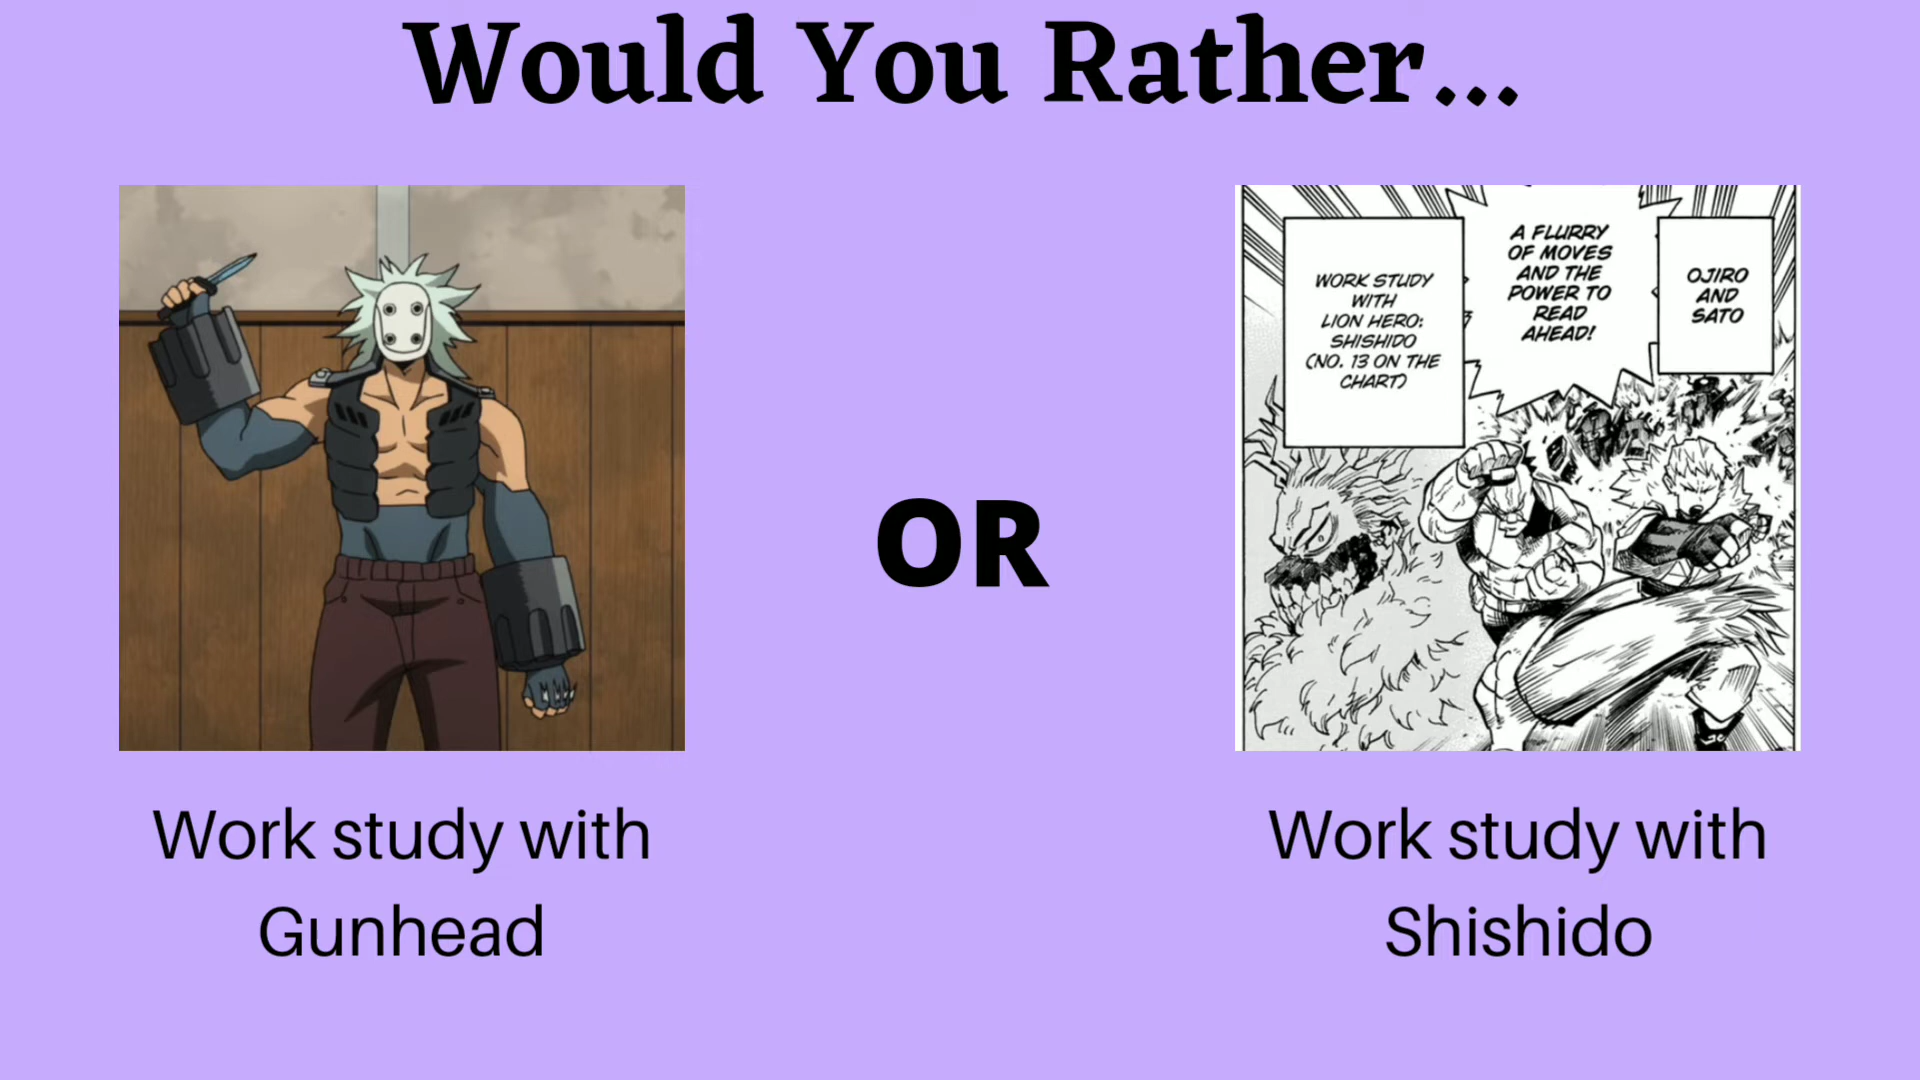 Would You Rather...
WORK STUDY
WITH
LION HERO:
SHISHIDO
(NO. 13 ON THE
CHART)
A FLURRY
OF MOVES
AND THE
POWER TO
READ
AHEAD!
OJIRO
AND
SATO
OR
Work study with
Gunhead
Work study with
Shishido